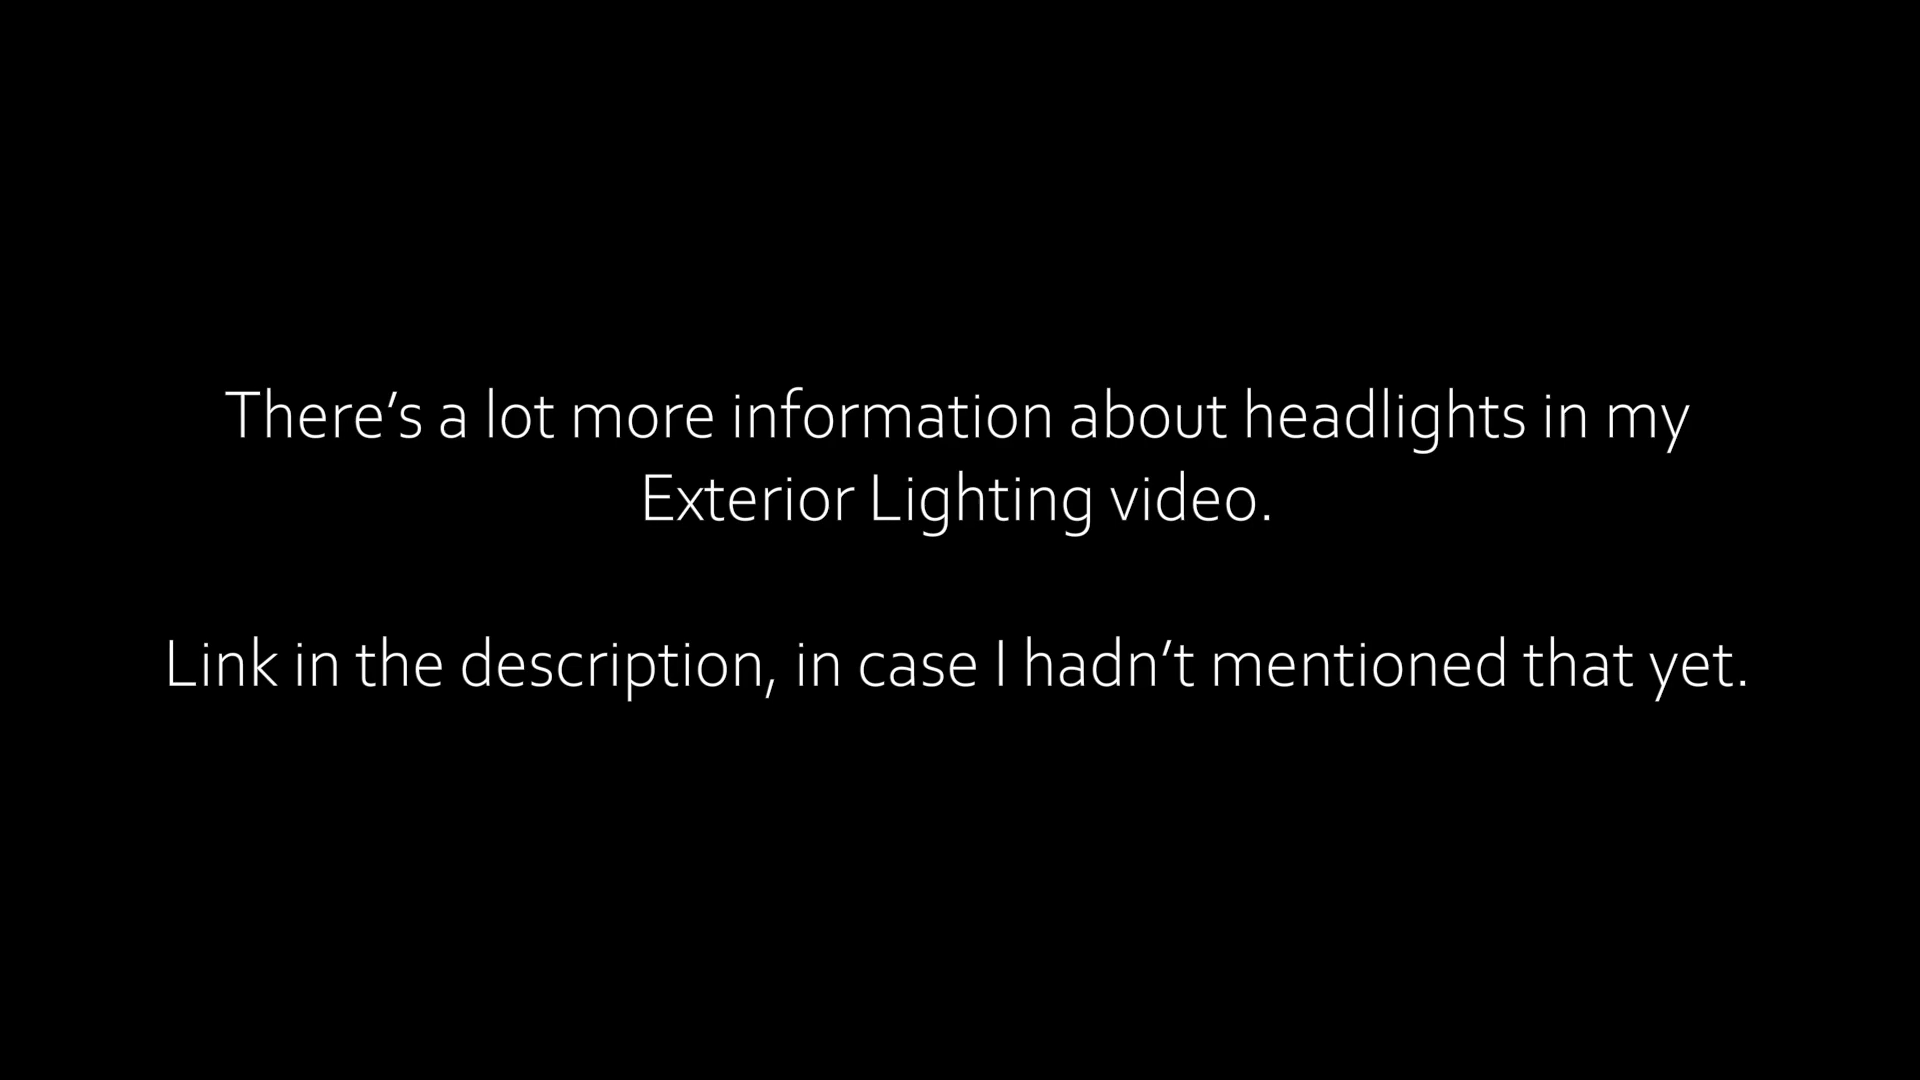 There’s a lot more information about headlights in my
Exterior Lighting video.
Link in the description, in case I hadn’t mentioned that yet.